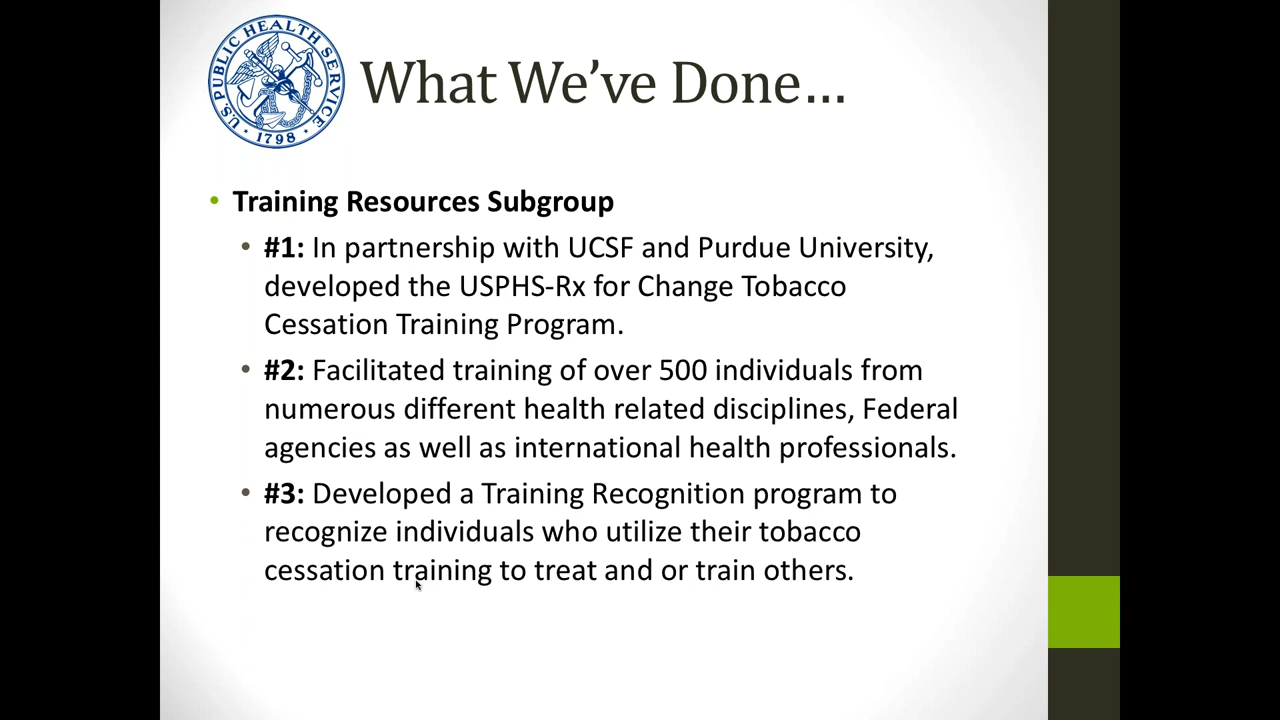 U.S. PUBLIC HEALTH SERVICE
1798
What We’ve Done…
• Training Resources Subgroup
• #1: In partnership with UCSF and Purdue University,
developed the USPHS-Rx for Change Tobacco
Cessation Training Program.
• #2: Facilitated training of over 500 individuals from
numerous different health related disciplines, Federal
agencies as well as international health professionals.
• #3: Developed a Training Recognition program to
recognize individuals who utilize their tobacco
cessation training to treat and or train others.